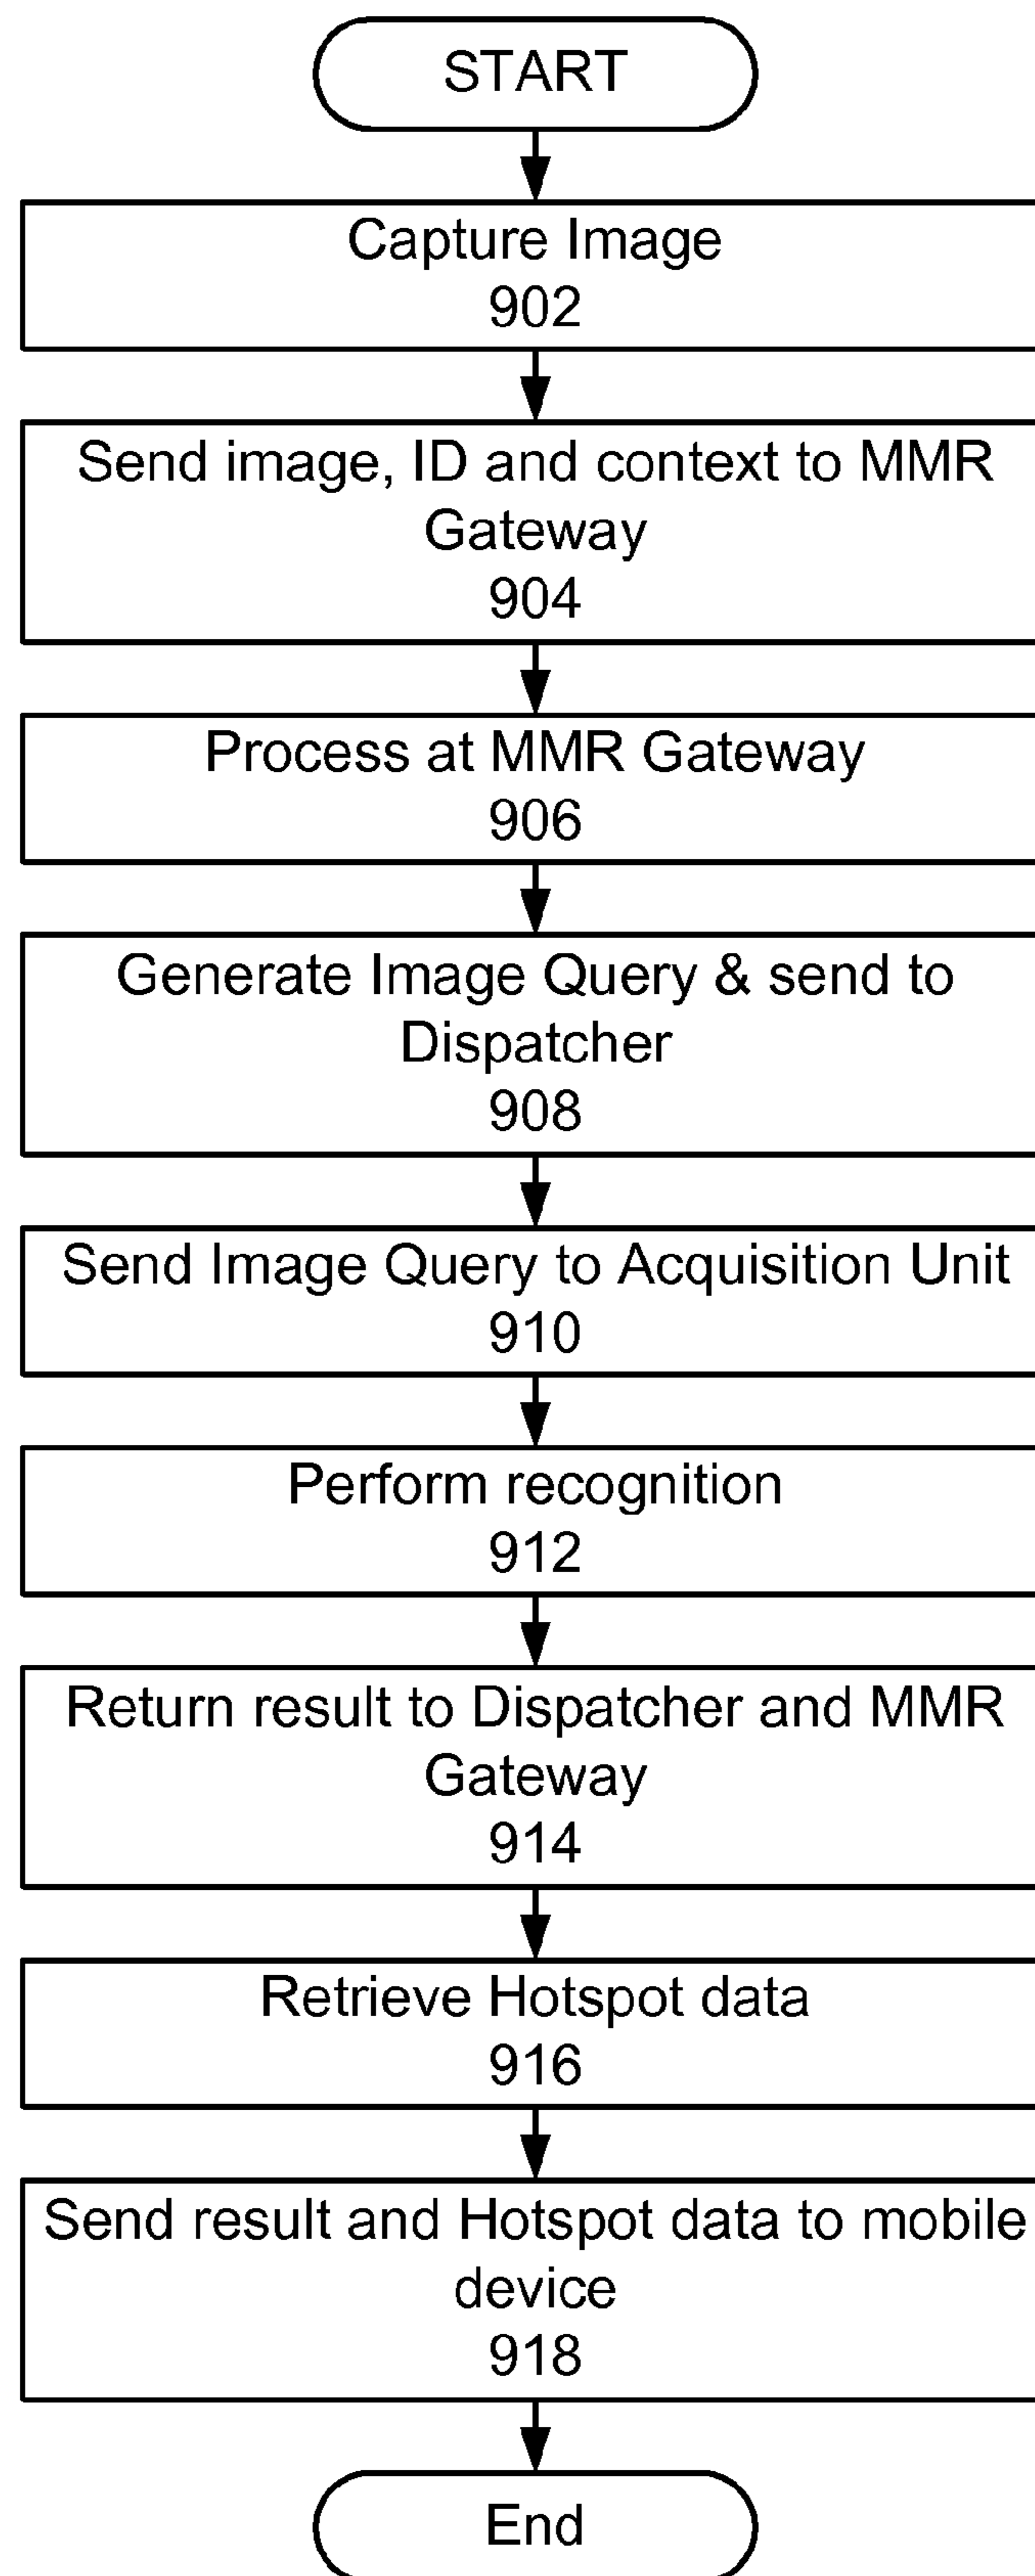 START
Capture Image
902
Send image, ID and context to MMR
Gateway
904
Process at MMR Gateway
906
Generate Image Query & send to
Dispatcher
908
Send Image Query to Acquisition Unit
910
Perform recognition
912
Return result to Dispatcher and MMR
Gateway
914
Retrieve Hotspot data
916
Send result and Hotspot data to mobile
device
918
End